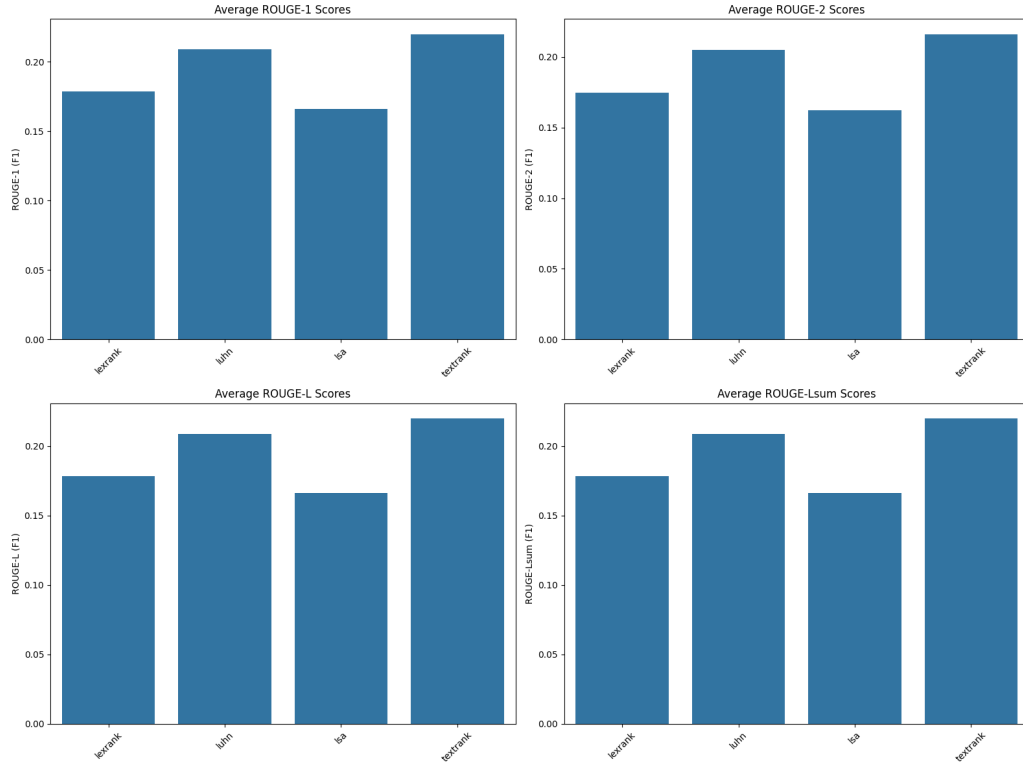 Average ROUGE-1 Scores
ROUGE-1 (F1)
0.20
0.15
0.10
0.05
0.00
lexrank
luhn
lsa
textrank
Average ROUGE-2 Scores
ROUGE-2 (F1)
0.20
0.15
0.10
0.05
0.00
lexrank
luhn
lsa
textrank
Average ROUGE-L Scores
ROUGE-L (F1)
0.20
0.15
0.10
0.05
0.00
lexrank
luhn
lsa
textrank
Average ROUGE-Lsum Scores
ROUGE-Lsum (F1)
0.20
0.15
0.10
0.05
0.00
lexrank
luhn
lsa
textrank